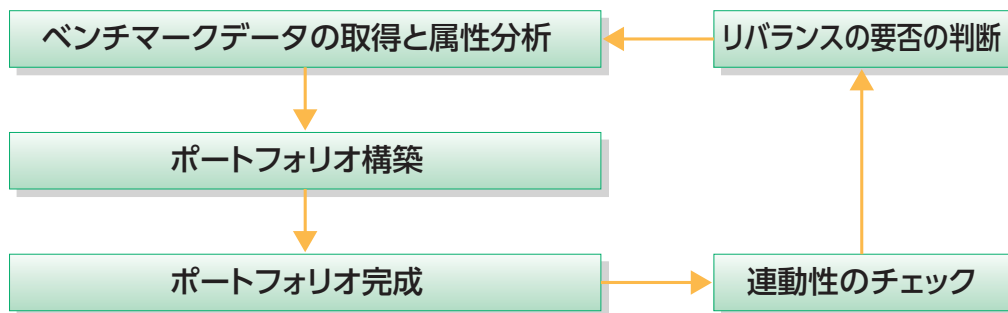 ベンチマークデータの取得と属性分析
リバランスの要否の判断
ポートフォリオ構築
ポートフォリオ完成
連動性のチェック